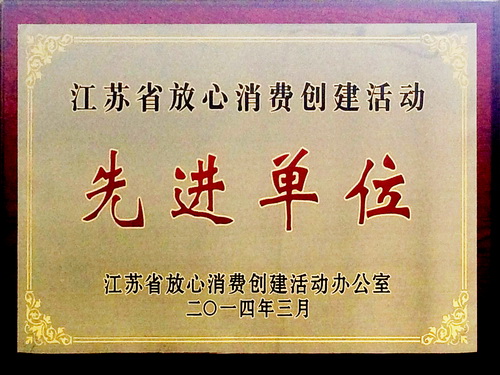 江苏省放心消费创建活动
先进单位
江苏省放心消费创建活动办公室
二〇一四年三月